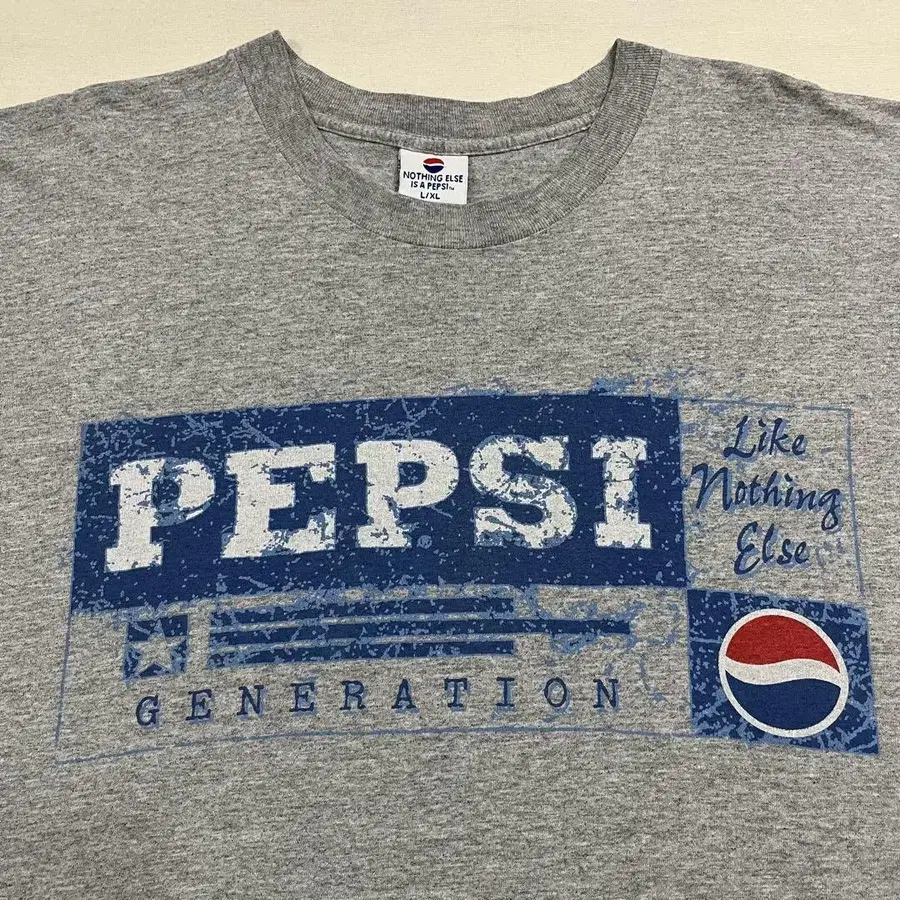 NOTHING ELSE
IS A PEPSI™
L/XL
PEPSI®
Like
Nothing
Else
GENERATION